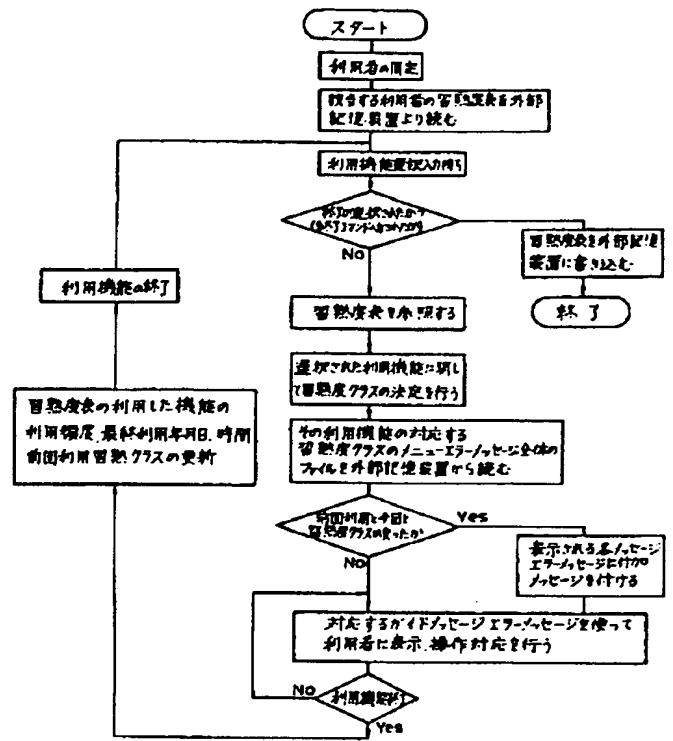 スタート
利用者の同定
該当する利用者の習熟度表を外部
記憶装置より読む
利用機能選択入力待ち
終了が選択されたか?
No
習熟度表を外部記憶
装置に書き込む
終了
利用機能の終了
習熟度表を参照する
選択された利用機能に関し
て習熟度クラスの決定を行う
習熟度表の利用した機能の
利用頻度、最終利用年月日、時間
前回利用習熟クラスの更新
その利用機能の対応する
習熟度クラスのメニューエラーメッセージ全体の
ファイルを外部記憶装置から読む
前回利用と今回と
習熟度クラスは変ったか
Yes
No
表示される各メッセージ
エラーメッセージに付加
メッセージを付ける
対応するガイドメッセージ エラーメッセージを使って
利用者に表示、操作対応を行う
No
利用機能終了
Yes